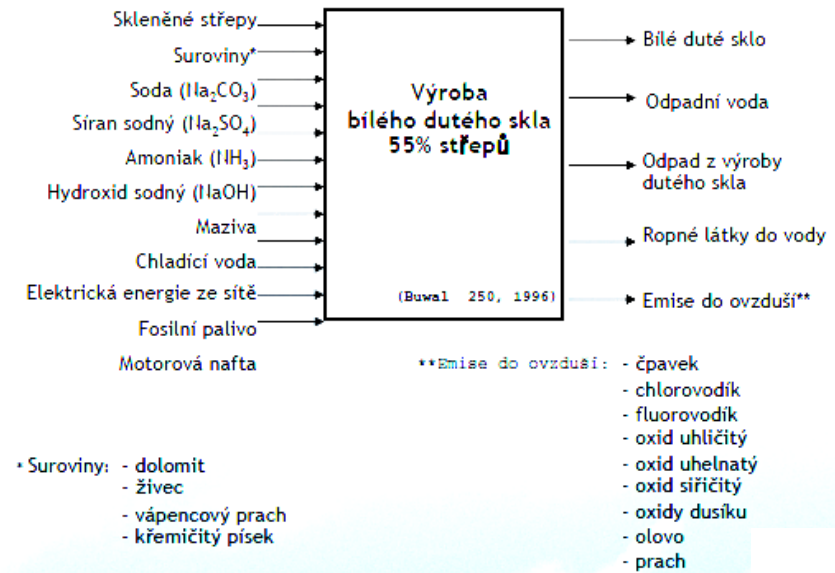 Skleněné střepy
Suroviny*
Soda (Na₂CO₃)
Síran sodný (Na₂SO₄)
Amoniak (NH₃)
Hydroxid sodný (NaOH)
Maziva
Chladící voda
Elektrická energie ze sítě
Fosilní palivo
Motorová nafta
Výroba
bílého dutého skla
55% střepů
(Buwal 250, 1996)
Bílé duté sklo
Odpadní voda
Odpad z výroby
dutého skla
Ropné látky do vody
Emise do ovzduší**
**Emise do ovzduší: - čpavek
- chlorovodík
- fluorovodík
- oxid uhličitý
- oxid uhelnatý
- oxid siřičitý
- oxidy dusíku
- olovo
- prach
* Suroviny: - dolomit
- živec
- vápencový prach
- křemičitý písek